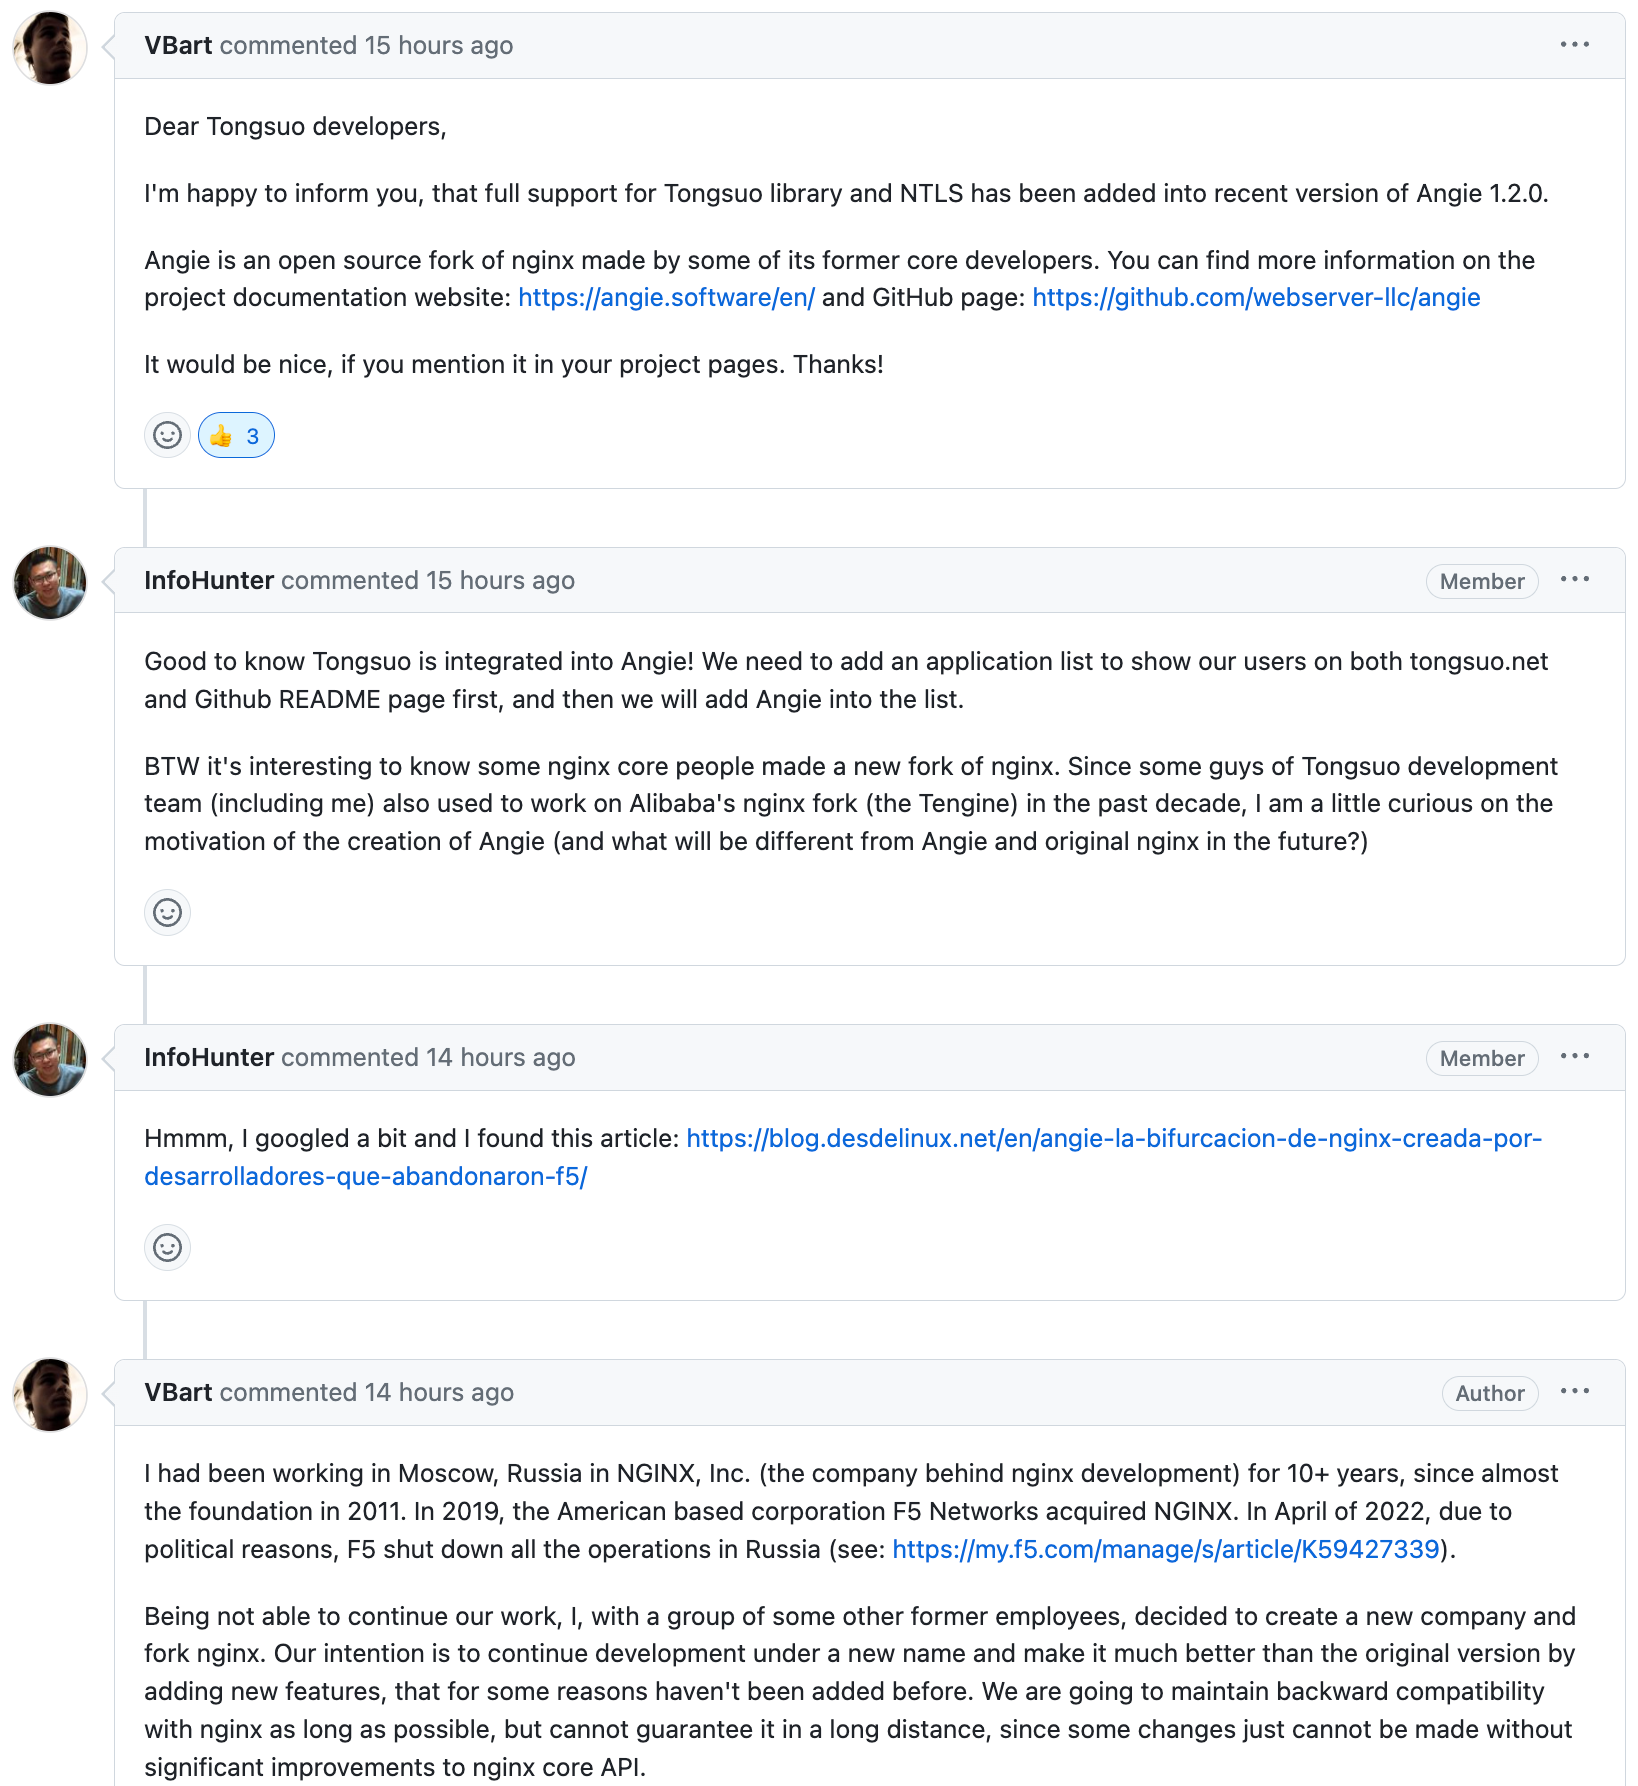 VBart commented 15 hours ago
Dear Tongsuo developers,
I'm happy to inform you, that full support for Tongsuo library and NTLS has been added into recent version of Angie 1.2.0.
Angie is an open source fork of nginx made by some of its former core developers. You can find more information on the
project documentation website: https://angie.software/en/ and GitHub page: https://github.com/webserver-llc/angie
It would be nice, if you mention it in your project pages. Thanks!
👍 3
InfoHunter commented 15 hours ago Member
Good to know Tongsuo is integrated into Angie! We need to add an application list to show our users on both tongsuo.net
and Github README page first, and then we will add Angie into the list.
BTW it's interesting to know some nginx core people made a new fork of nginx. Since some guys of Tongsuo development
team (including me) also used to work on Alibaba's nginx fork (the Tengine) in the past decade, I am a little curious on the
motivation of the creation of Angie (and what will be different from Angie and original nginx in the future?)
InfoHunter commented 14 hours ago Member
Hmmm, I googled a bit and I found this article: https://blog.desdelinux.net/en/angie-la-bifurcacion-de-nginx-creada-por-
desarrolladores-que-abandonaron-f5/
VBart commented 14 hours ago Author
I had been working in Moscow, Russia in NGINX, Inc. (the company behind nginx development) for 10+ years, since almost
the foundation in 2011. In 2019, the American based corporation F5 Networks acquired NGINX. In April of 2022, due to
political reasons, F5 shut down all the operations in Russia (see: https://my.f5.com/manage/s/article/K59427339).
Being not able to continue our work, I, with a group of some other former employees, decided to create a new company and
fork nginx. Our intention is to continue development under a new name and make it much better than the original version by
adding new features, that for some reasons haven't been added before. We are going to maintain backward compatibility
with nginx as long as possible, but cannot guarantee it in a long distance, since some changes just cannot be made without
significant improvements to nginx core API.